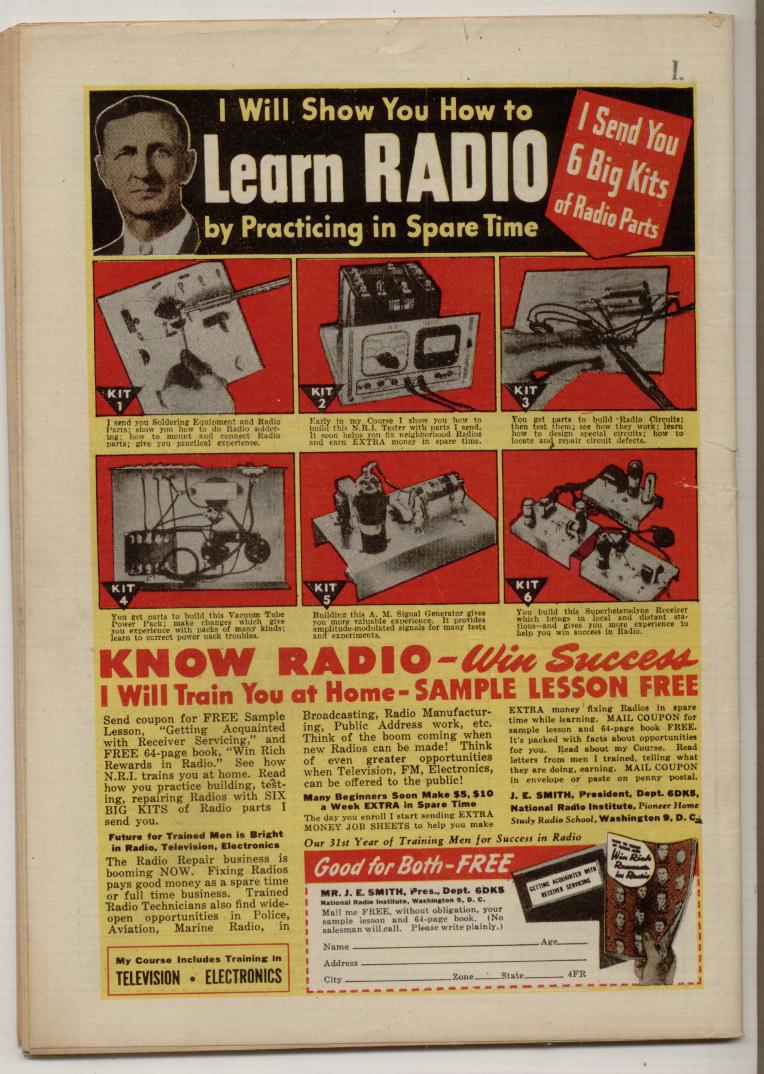 1.
I Will Show You How to
Learn RADIO
by Practicing in Spare Time
I Send You
6 Big Kits
of Radio Parts
KIT
1
I send you Soldering Equipment and Radio
Parts; show you how to do Radio solder-
ing; how to mount and connect Radio
parts; give you practical experience.
KIT
2
Early in my Course I show you how to
build this N.R.I. Tester with parts I send.
It soon helps you fix neighborhood Radios
and earn EXTRA money in spare time.
KIT
3
You get parts to build Radio Circuits;
then test them; see how they work; learn
how to design special circuits; how to
locate and repair circuit defects.
KIT
4
You get parts to build this Vacuum Tube
Power Pack; make changes which give
you experience with packs of many kinds;
learn to correct power pack troubles.
KIT
5
Building this A. M. Signal Generator gives
you more valuable experience. It provides
amplitude-modulated signals for many tests
and experiments.
KIT
6
You build this Superheterodyne Receiver
which brings in local and distant sta-
tions—and gives you more experience to
help you win success in Radio.
KNOW RADIO - Win Success
I Will Train You at Home - SAMPLE LESSON FREE
Send coupon for FREE Sample
Lesson, "Getting Acquainted
with Receiver Servicing," and
FREE 64-page book, "Win Rich
Rewards in Radio." See how
N.R.I. trains you at home. Read
how you practice building, test-
ing, repairing Radios with SIX
BIG KITS of Radio parts I
send you.
Future for Trained Men is Bright
in Radio, Television, Electronics
The Radio Repair business is
booming NOW. Fixing Radios
pays good money as a spare time
or full time business. Trained
Radio Technicians also find wide-
open opportunities in Police,
Aviation, Marine Radio, in
My Course Includes Training in
TELEVISION • ELECTRONICS
Broadcasting, Radio Manufactur-
ing, Public Address work, etc.
Think of the boom coming when
new Radios can be made! Think
of even greater opportunities
when Television, FM, Electronics,
can be offered to the public!
Many Beginners Soon Make $5, $10
a Week EXTRA in Spare Time
The day you enroll I start sending EXTRA
MONEY JOB SHEETS to help you make
EXTRA money fixing Radios in spare
time while learning. MAIL COUPON for
sample lesson and 64-page book FREE.
It's packed with facts about opportunities
for you. Read about my Course. Read
letters from men I trained, telling what
they are doing, earning. MAIL COUPON
in envelope or paste on penny postal.
J. E. SMITH, President, Dept. 6DK5,
National Radio Institute, Pioneer Home
Study Radio School, Washington 9, D. C.
Our 31st Year of Training Men for Success in Radio
Good for Both - FREE
MR. J. E. SMITH, Pres., Dept. 6DK5
National Radio Institute, Washington 9, D. C.
Mail me FREE, without obligation, your
sample lesson and 64-page book. (No
salesman will call. Please write plainly.)
Name Age
Address
City Zone State 4FR
GETTING ACQUAINTED WITH
RECEIVER SERVICING
Win Rich
Rewards
in Radio